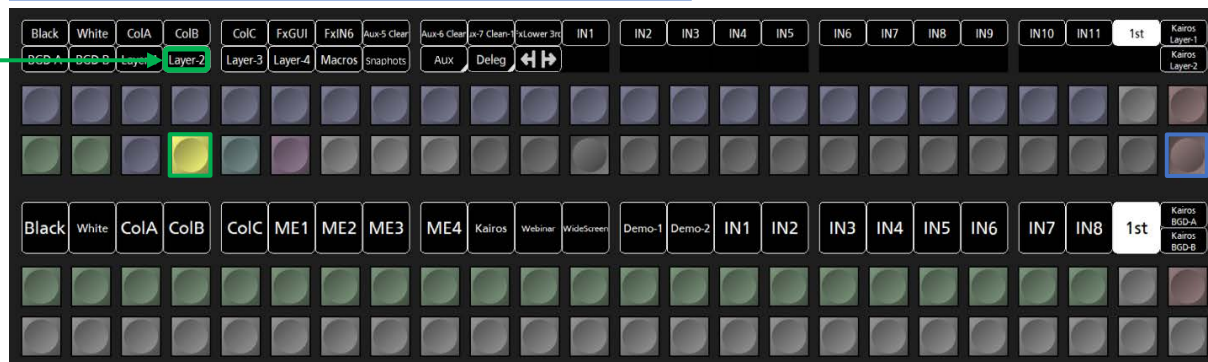 Black White ColA ColB ColC FxGUI FxIN6 Aux-5 Clear Aux-6 Clear ux-7 Clean-1 FxLower 3rd IN1 IN2 IN3 IN4 IN5 IN6 IN7 IN8 IN9 IN10 IN11 1st Kairos Layer-1
BGD-A BGD-B Layer-1 Layer-2 Layer-3 Layer-4 Macros Snaphots Aux Deleg Kairos Layer-2
Black White ColA ColB ColC ME1 ME2 ME3 ME4 Kairos Webinar WideScreen Demo-1 Demo-2 IN1 IN2 IN3 IN4 IN5 IN6 IN7 IN8 1st Kairos BGD-A
Kairos BGD-B